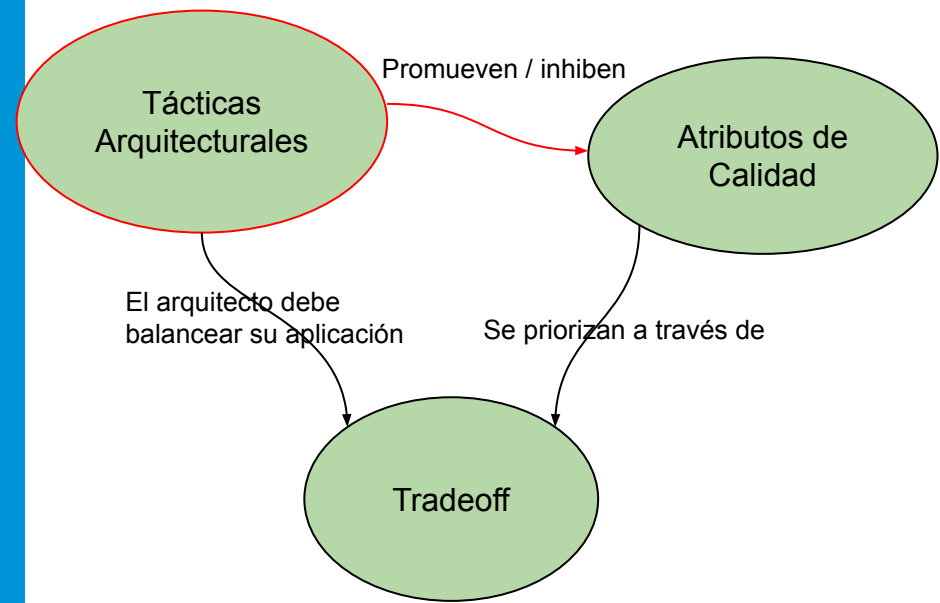 Promueven / inhiben
Tácticas
Arquitecturales
Atributos de
Calidad
El arquitecto debe
balancear su aplicación
Se priorizan a través de
Tradeoff